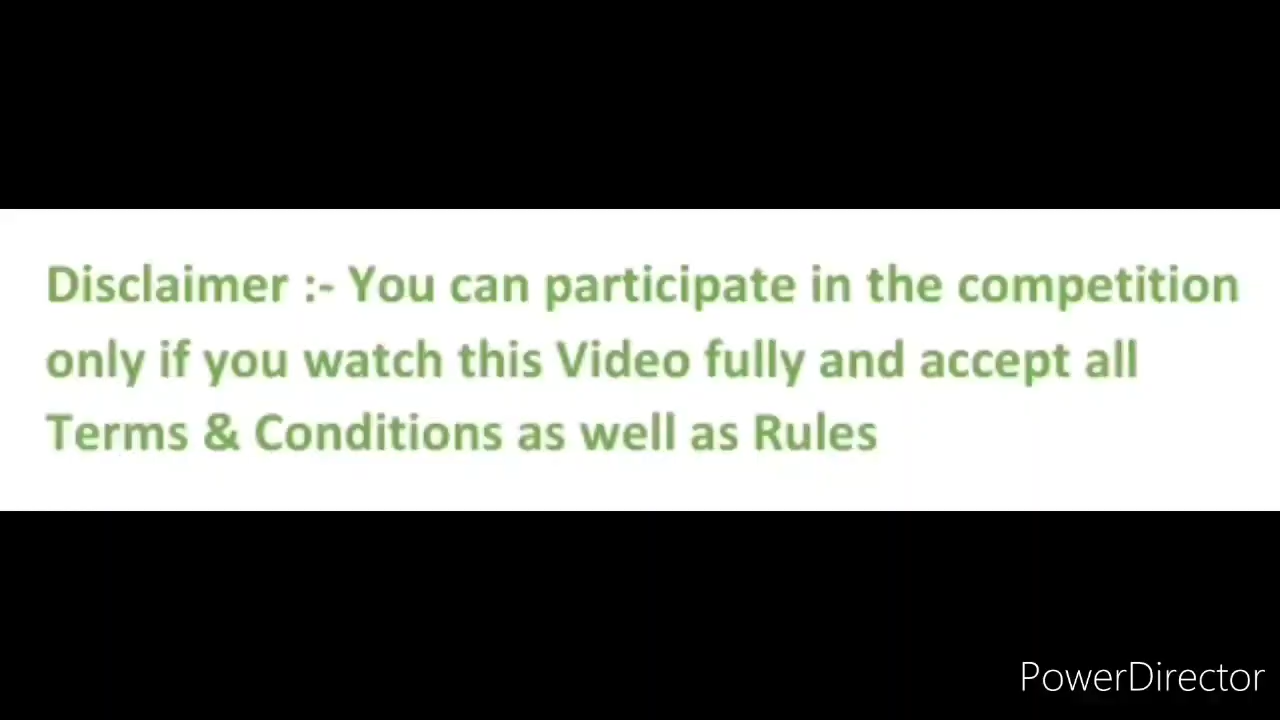 Disclaimer :- You can participate in the competition
only if you watch this Video fully and accept all
Terms & Conditions as well as Rules
PowerDirector